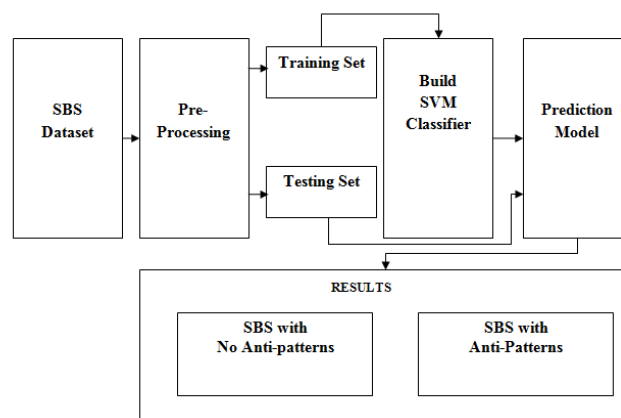 SBS
Dataset
Pre-
Processing
Training Set
Testing Set
Build
SVM
Classifier
Prediction
Model
RESULTS
SBS with
No Anti-patterns
SBS with
Anti-Patterns